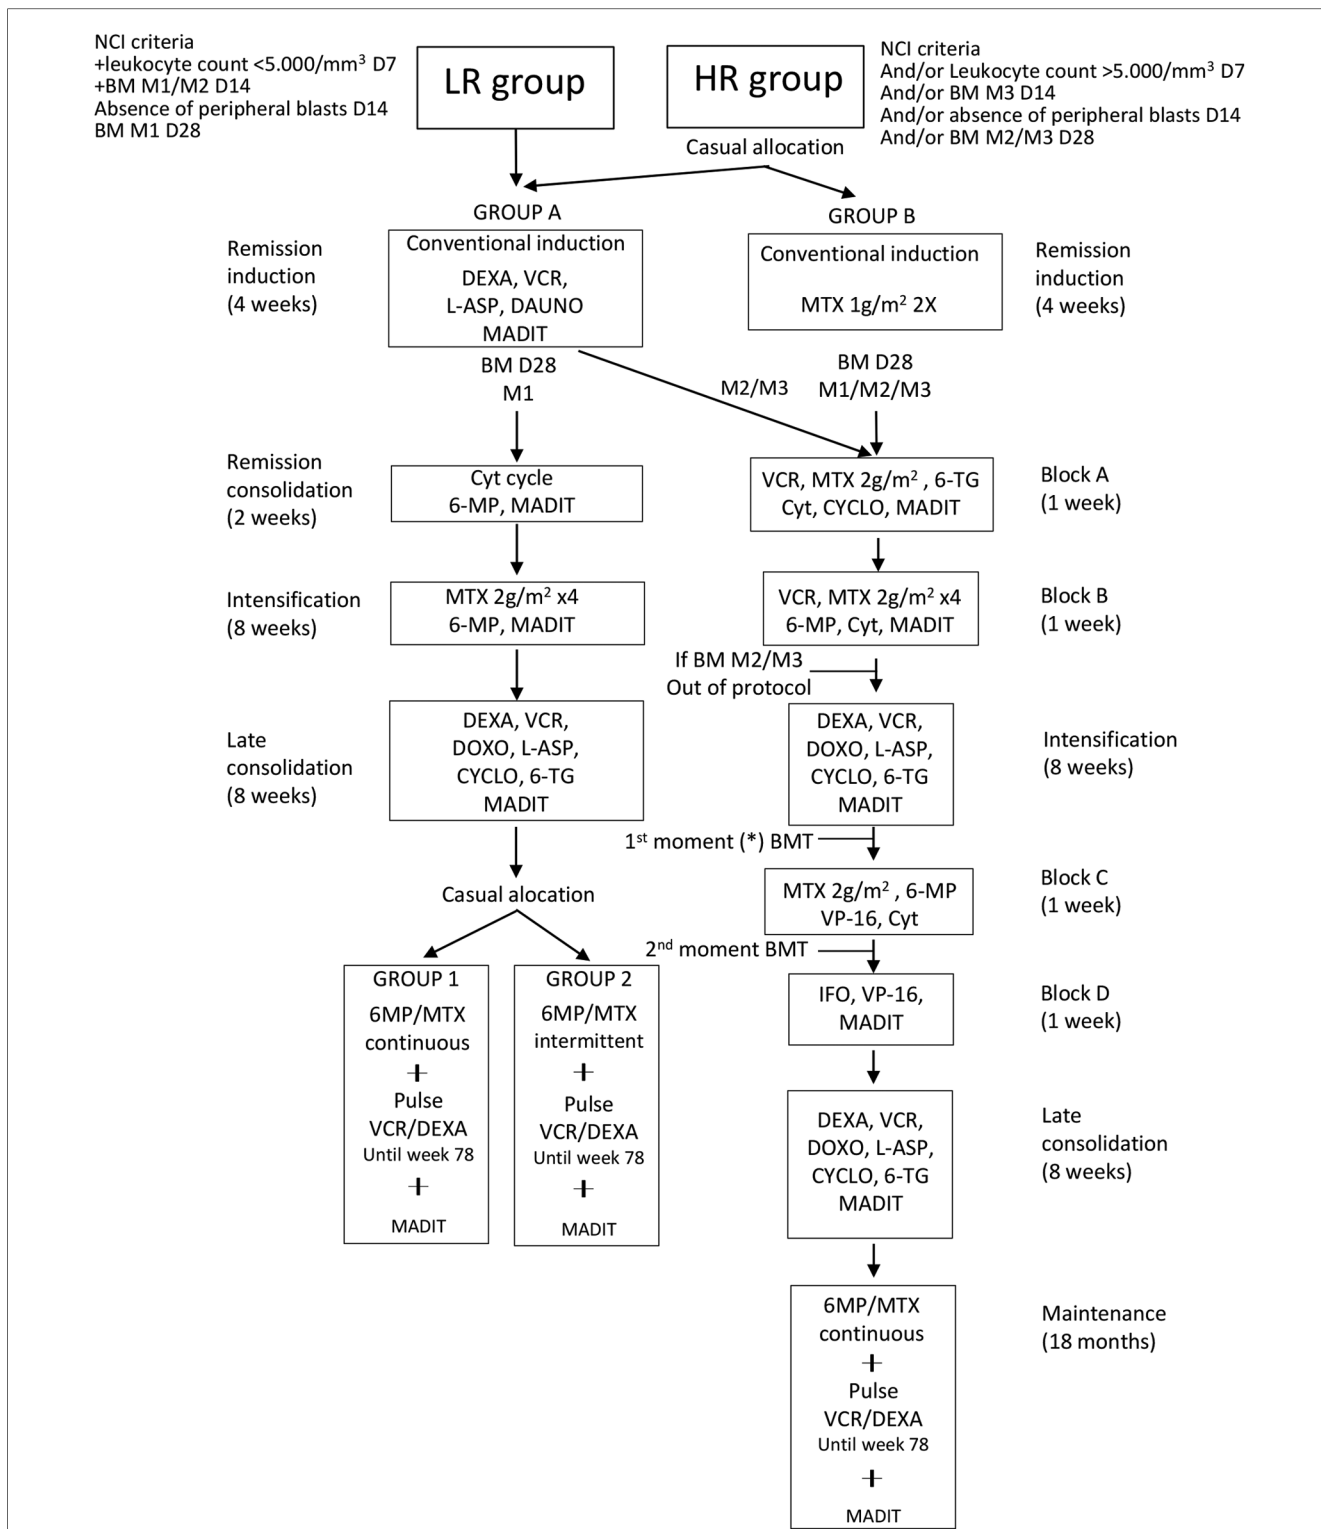 NCI criteria
+leukocyte count <5.000/mm³ D7
+BM M1/M2 D14
Absence of peripheral blasts D14
BM M1 D28
LR group
HR group
NCI criteria
And/or Leukocyte count >5.000/mm³ D7
And/or BM M3 D14
And/or absence of peripheral blasts D14
And/or BM M2/M3 D28
Casual allocation
GROUP A
GROUP B
Remission
induction
(4 weeks)
Conventional induction
DEXA, VCR,
L-ASP, DAUNO
MADIT
Conventional induction
MTX 1g/m² 2X
Remission
induction
(4 weeks)
BM D28
M1
M2/M3
BM D28
M1/M2/M3
Remission
consolidation
(2 weeks)
Cyt cycle
6-MP, MADIT
VCR, MTX 2g/m² , 6-TG
Cyt, CYCLO, MADIT
Block A
(1 week)
Intensification
(8 weeks)
MTX 2g/m² x4
6-MP, MADIT
VCR, MTX 2g/m² x4
6-MP, Cyt, MADIT
Block B
(1 week)
If BM M2/M3
Out of protocol
Late
consolidation
(8 weeks)
DEXA, VCR,
DOXO, L-ASP,
CYCLO, 6-TG
MADIT
DEXA, VCR,
DOXO, L-ASP,
CYCLO, 6-TG
MADIT
Intensification
(8 weeks)
1st moment (*) BMT
Casual alocation
MTX 2g/m² , 6-MP
VP-16, Cyt
Block C
(1 week)
2nd moment BMT
GROUP 1
6MP/MTX
continuous
+
Pulse
VCR/DEXA
Until week 78
+
MADIT
GROUP 2
6MP/MTX
intermittent
+
Pulse
VCR/DEXA
Until week 78
+
MADIT
IFO, VP-16,
MADIT
Block D
(1 week)
DEXA, VCR,
DOXO, L-ASP,
CYCLO, 6-TG
MADIT
Late
consolidation
(8 weeks)
6MP/MTX
continuous
+
Pulse
VCR/DEXA
Until week 78
+
MADIT
Maintenance
(18 months)